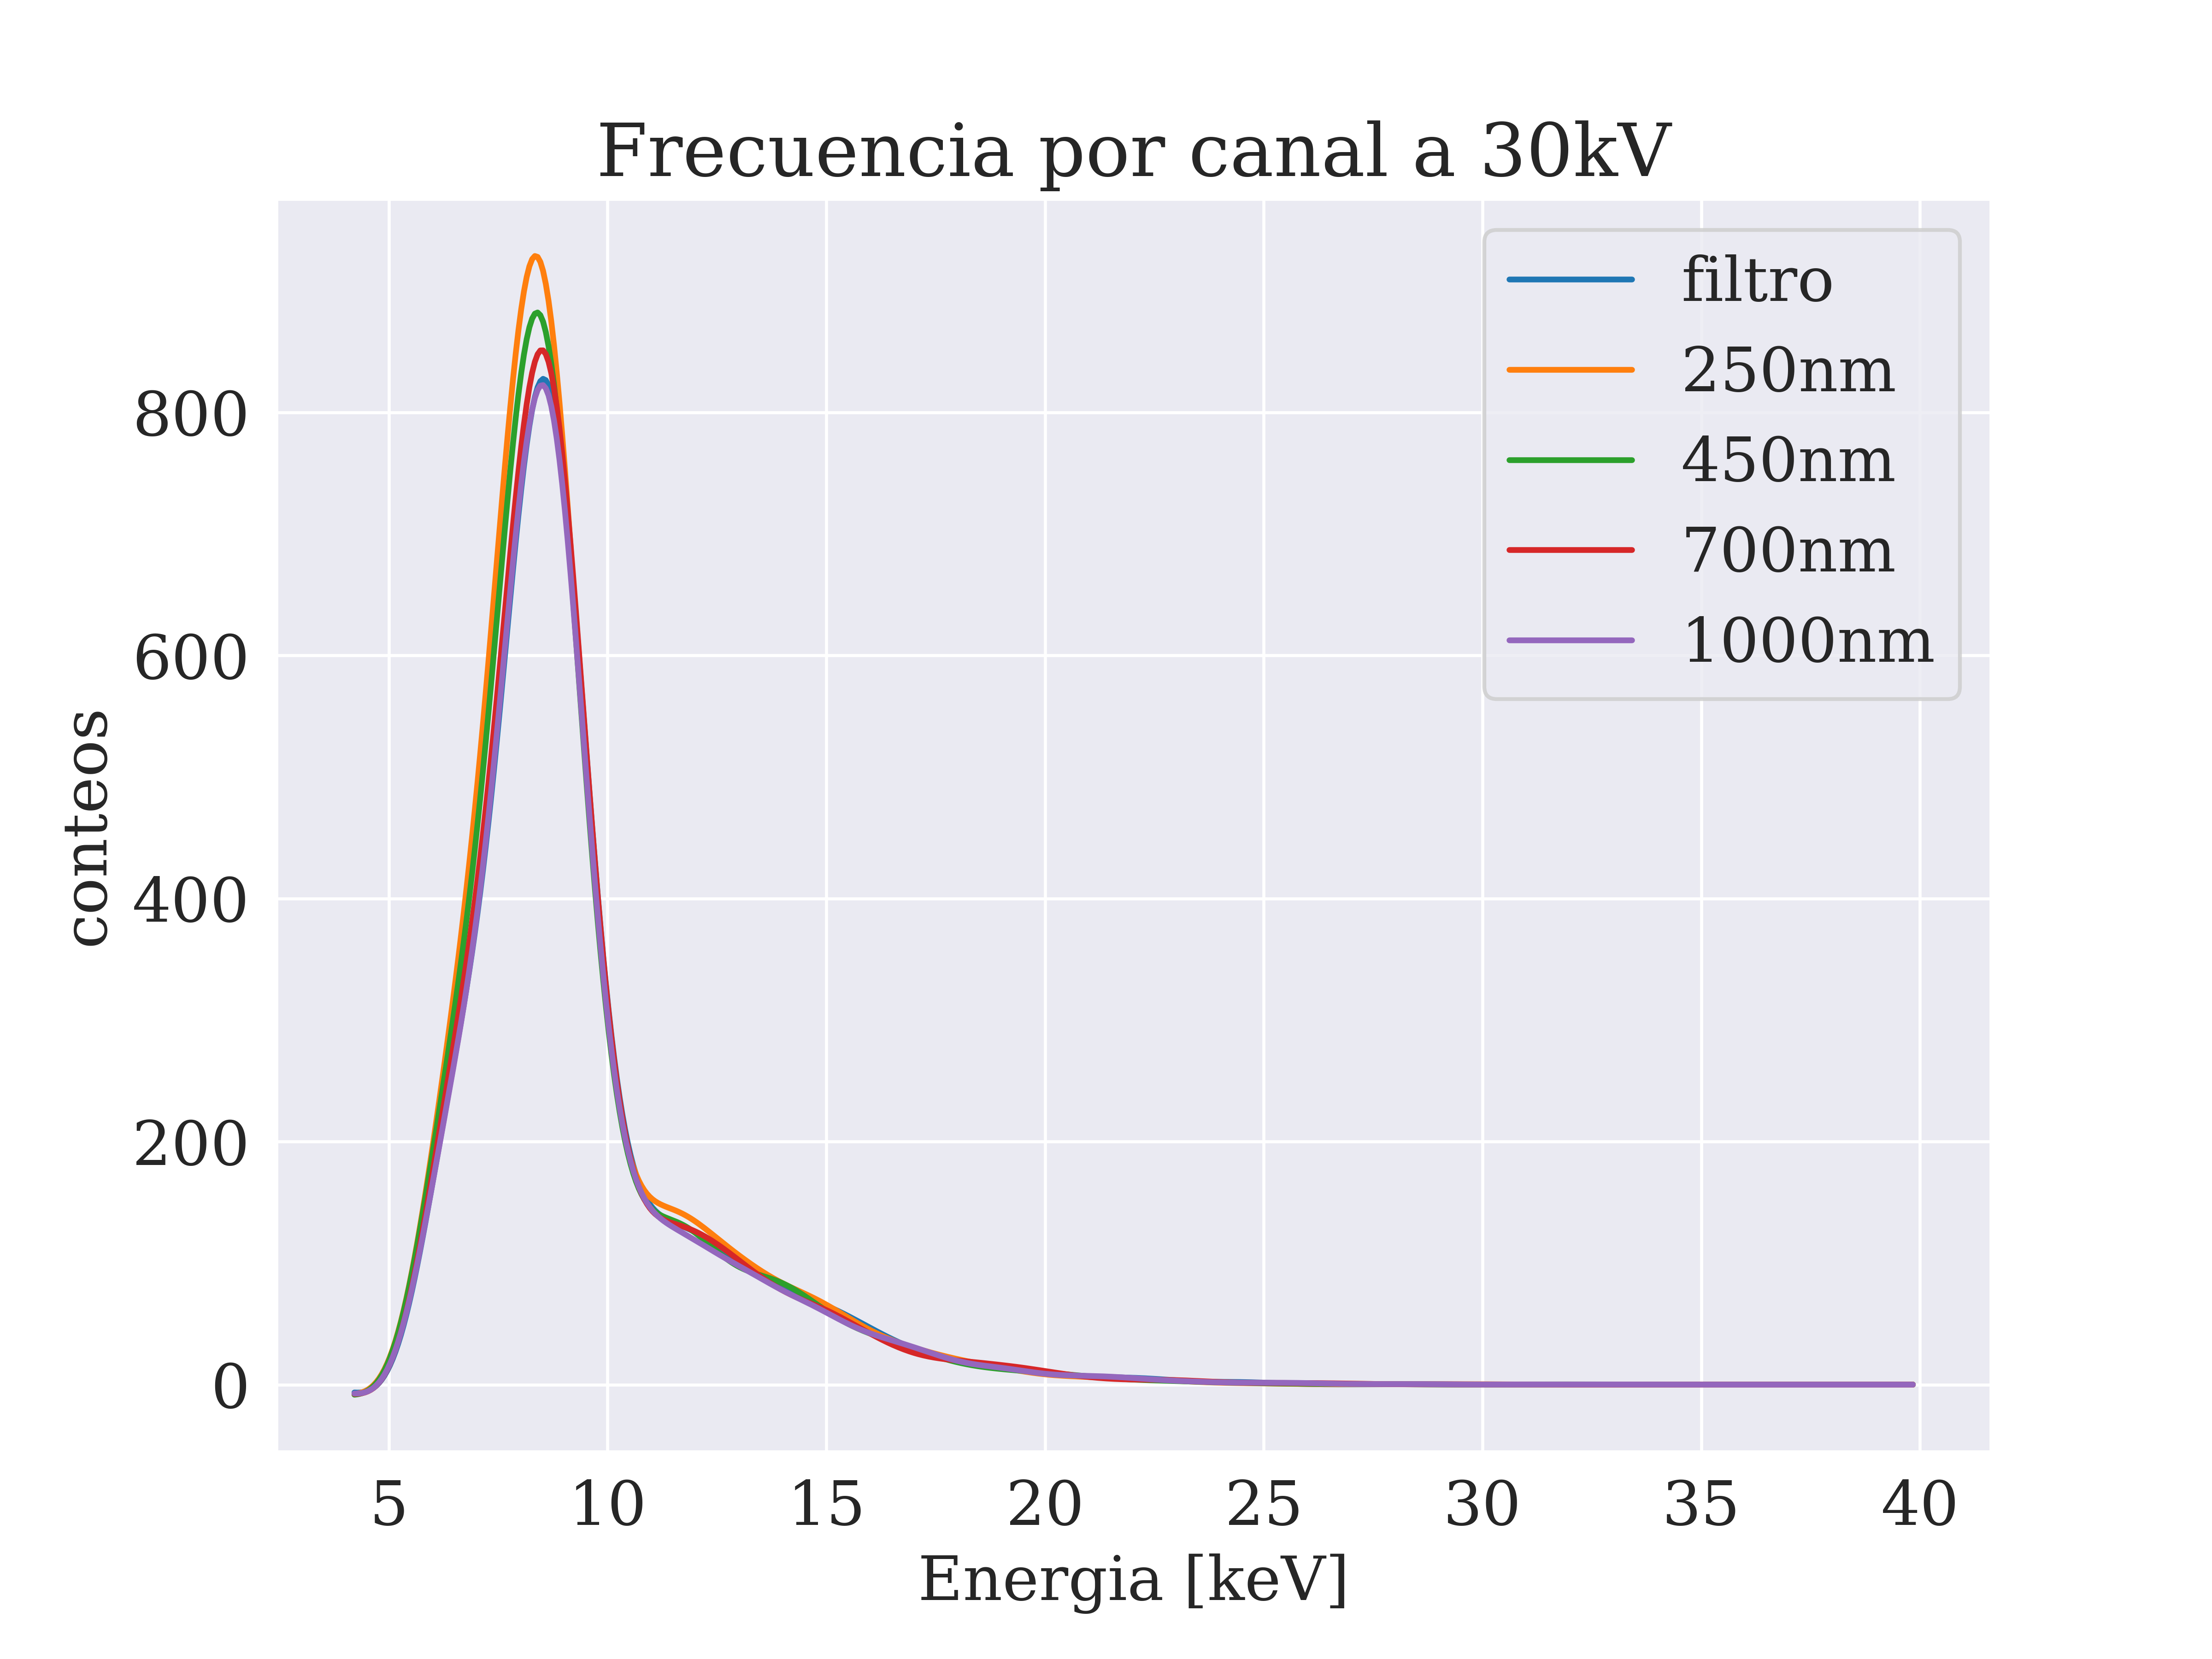 Frecuencia por canal a 30kV
filtro
250nm
450nm
700nm
1000nm
800
600
400
200
0
conteos
5 10 15 20 25 30 35 40
Energia [keV]